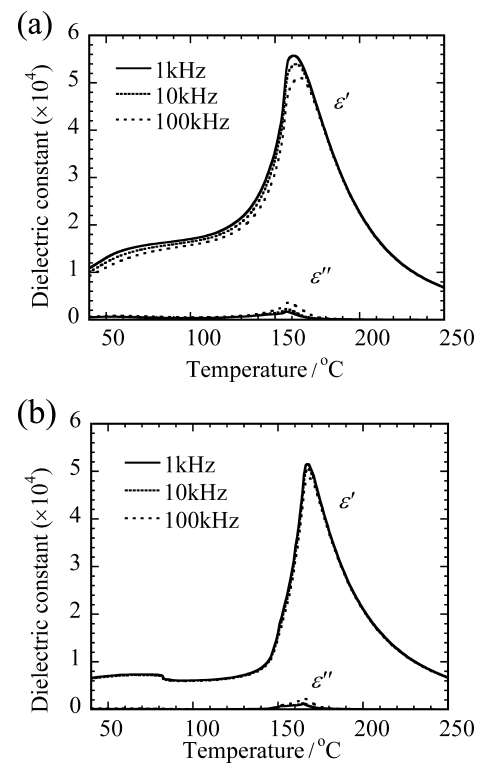 (a)
6
5
4
3
2
1
0
Dielectric constant (×10⁴)
1kHz
10kHz
100kHz
ε′
ε″
50 100 150 200 250
Temperature / °C
(b)
6
5
4
3
2
1
0
Dielectric constant (×10⁴)
1kHz
10kHz
100kHz
ε′
ε″
50 100 150 200 250
Temperature / °C